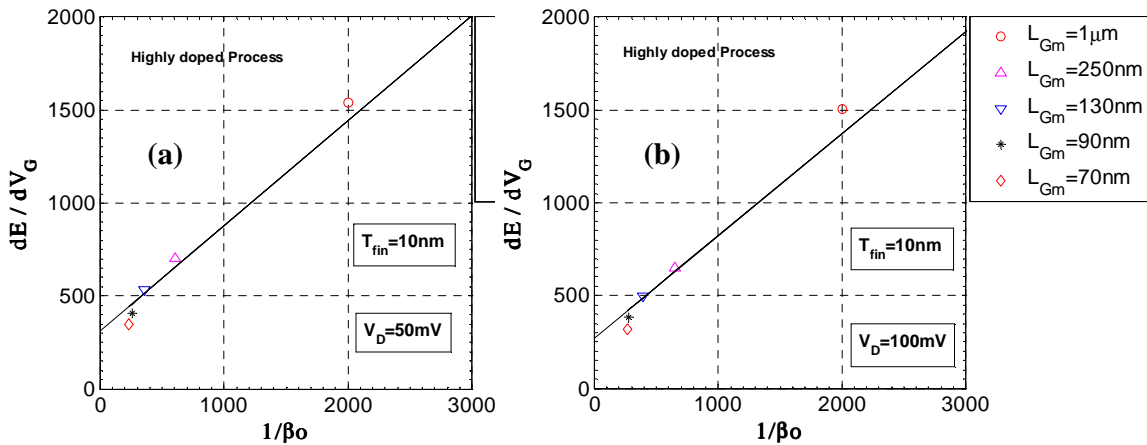 2000
1500
1000
500
0
dE / dV_G
Highly doped Process
(a)
T_fin=10nm
V_D=50mV
0 1000 2000 3000
1/βo
2000
1500
1000
500
0
dE / dV_G
Highly doped Process
(b)
T_fin=10nm
V_D=100mV
0 1000 2000 3000
1/βo
L_Gm=1μm
L_Gm=250nm
L_Gm=130nm
L_Gm=90nm
L_Gm=70nm